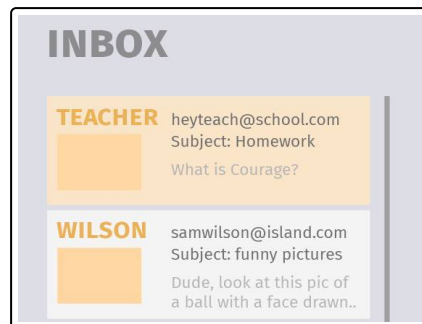 INBOX
TEACHER
heyteach@school.com
Subject: Homework
What is Courage?
WILSON
samwilson@island.com
Subject: funny pictures
Dude, look at this pic of
a ball with a face drawn..